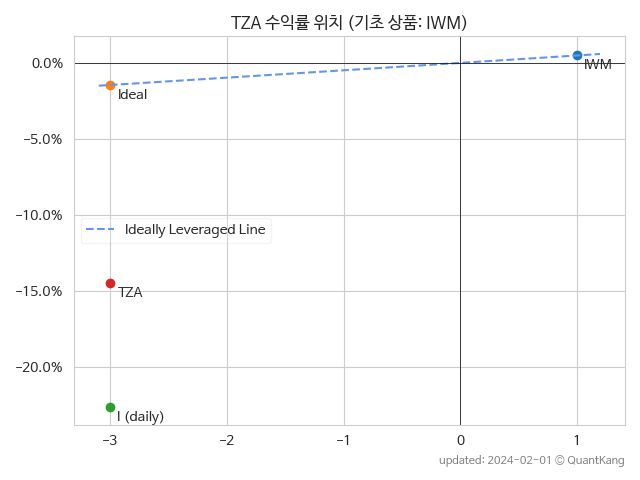 TZA 수익률 위치 (기초 상품: IWM)
0.0%
IWM
Ideal
−5.0%
−10.0%
Ideally Leveraged Line
−15.0%
TZA
−20.0%
I (daily)
−3
−2
−1
0
1
updated: 2024-02-01 © QuantKang